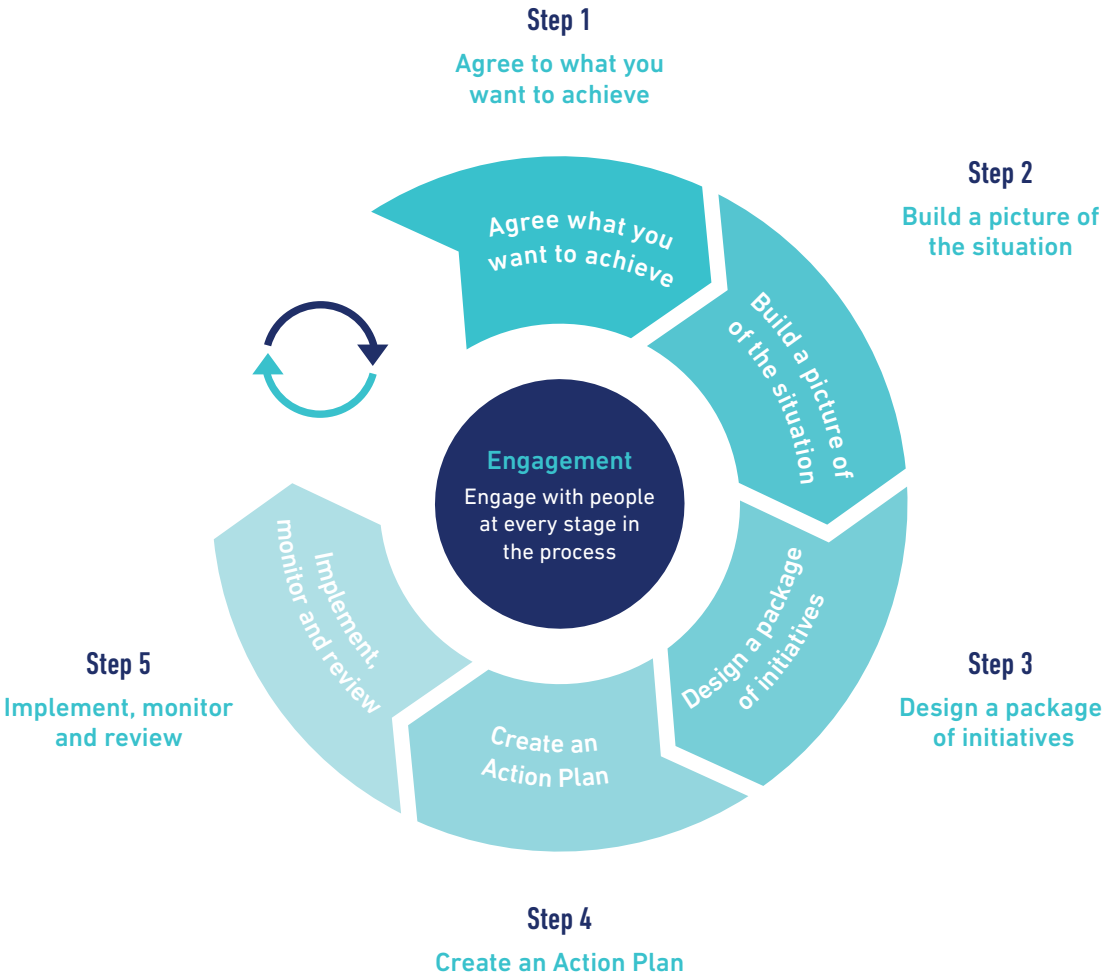 Step 1
Agree to what you
want to achieve
Agree what you
want to achieve
Step 2
Build a picture of
the situation
Build a picture of
of the situation
Engagement
Engage with people
at every stage in
the process
Step 3
Design a package
of initiatives
Design a package
of initiatives
Step 4
Create an Action Plan
Create an
Action Plan
Step 5
Implement, monitor
and review
Implement,
monitor and review